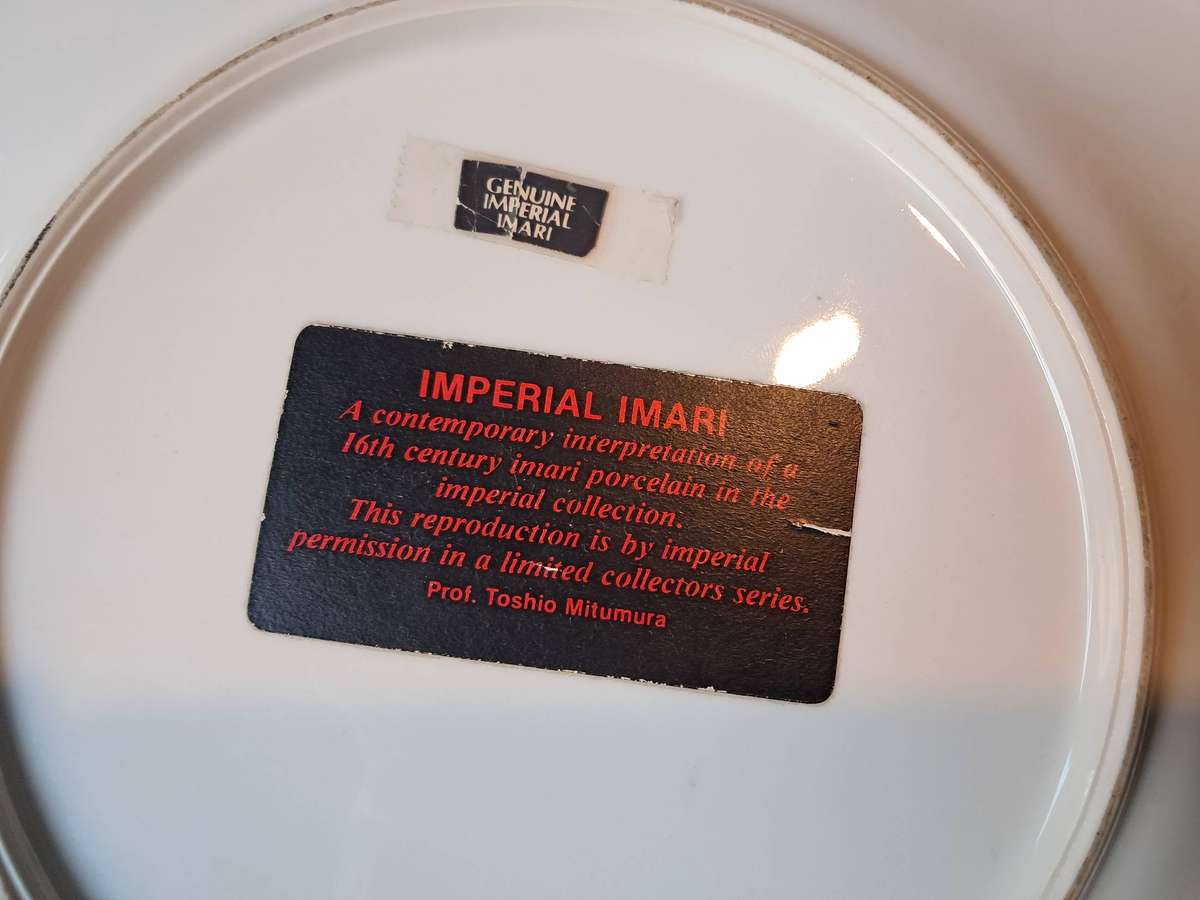 GENUINE
IMPERIAL
IMARI
IMPERIAL IMARI
A contemporary interpretation of a
16th century imari porcelain in the
imperial collection.
This reproduction is by imperial
permission in a limited collectors series.
Prof. Toshio Mitumura